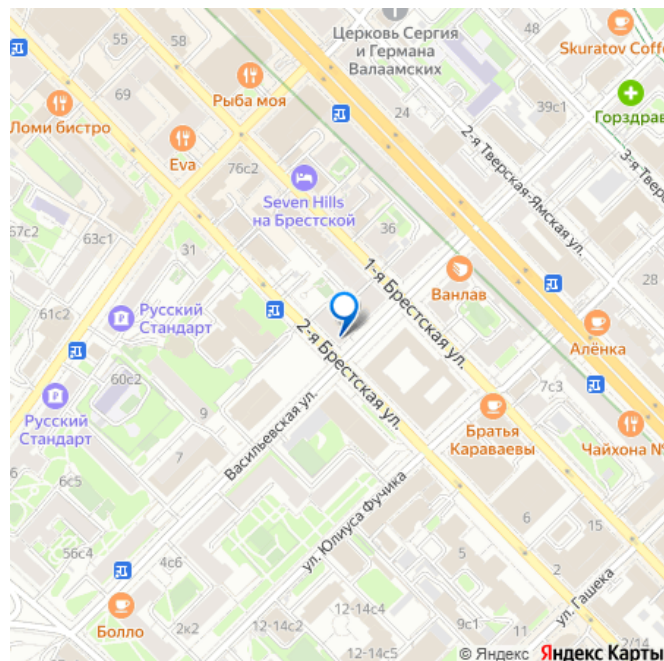 Церковь Сергия
и Германа
Валаамских
48
Skuratov Coff
55
58
Рыба моя
24
39с1
Горздрав
69
Ломи бистро
Eva
76с2
2-я Тверская-Ямская ул.
3-я Твер
Seven Hills
на Брестской
57с2
63с1
31
36
1-я Брестская ул.
28
Ванлав
61с2
Русский
Стандарт
2-я Брестская ул.
Алёнка
60с2
9
7с3
Русский
Стандарт
7
Васильевская ул.
Братья
Караваевы
Чайхона №
6с5
ул. Юлиуса Фучика
6
15
56с4
4с6
5
2
ул. Гашека
Болло
2к2
12-14с2
12-14с4
12-14с5
9с1
11
2/14
© Яндекс Яндекс Карты